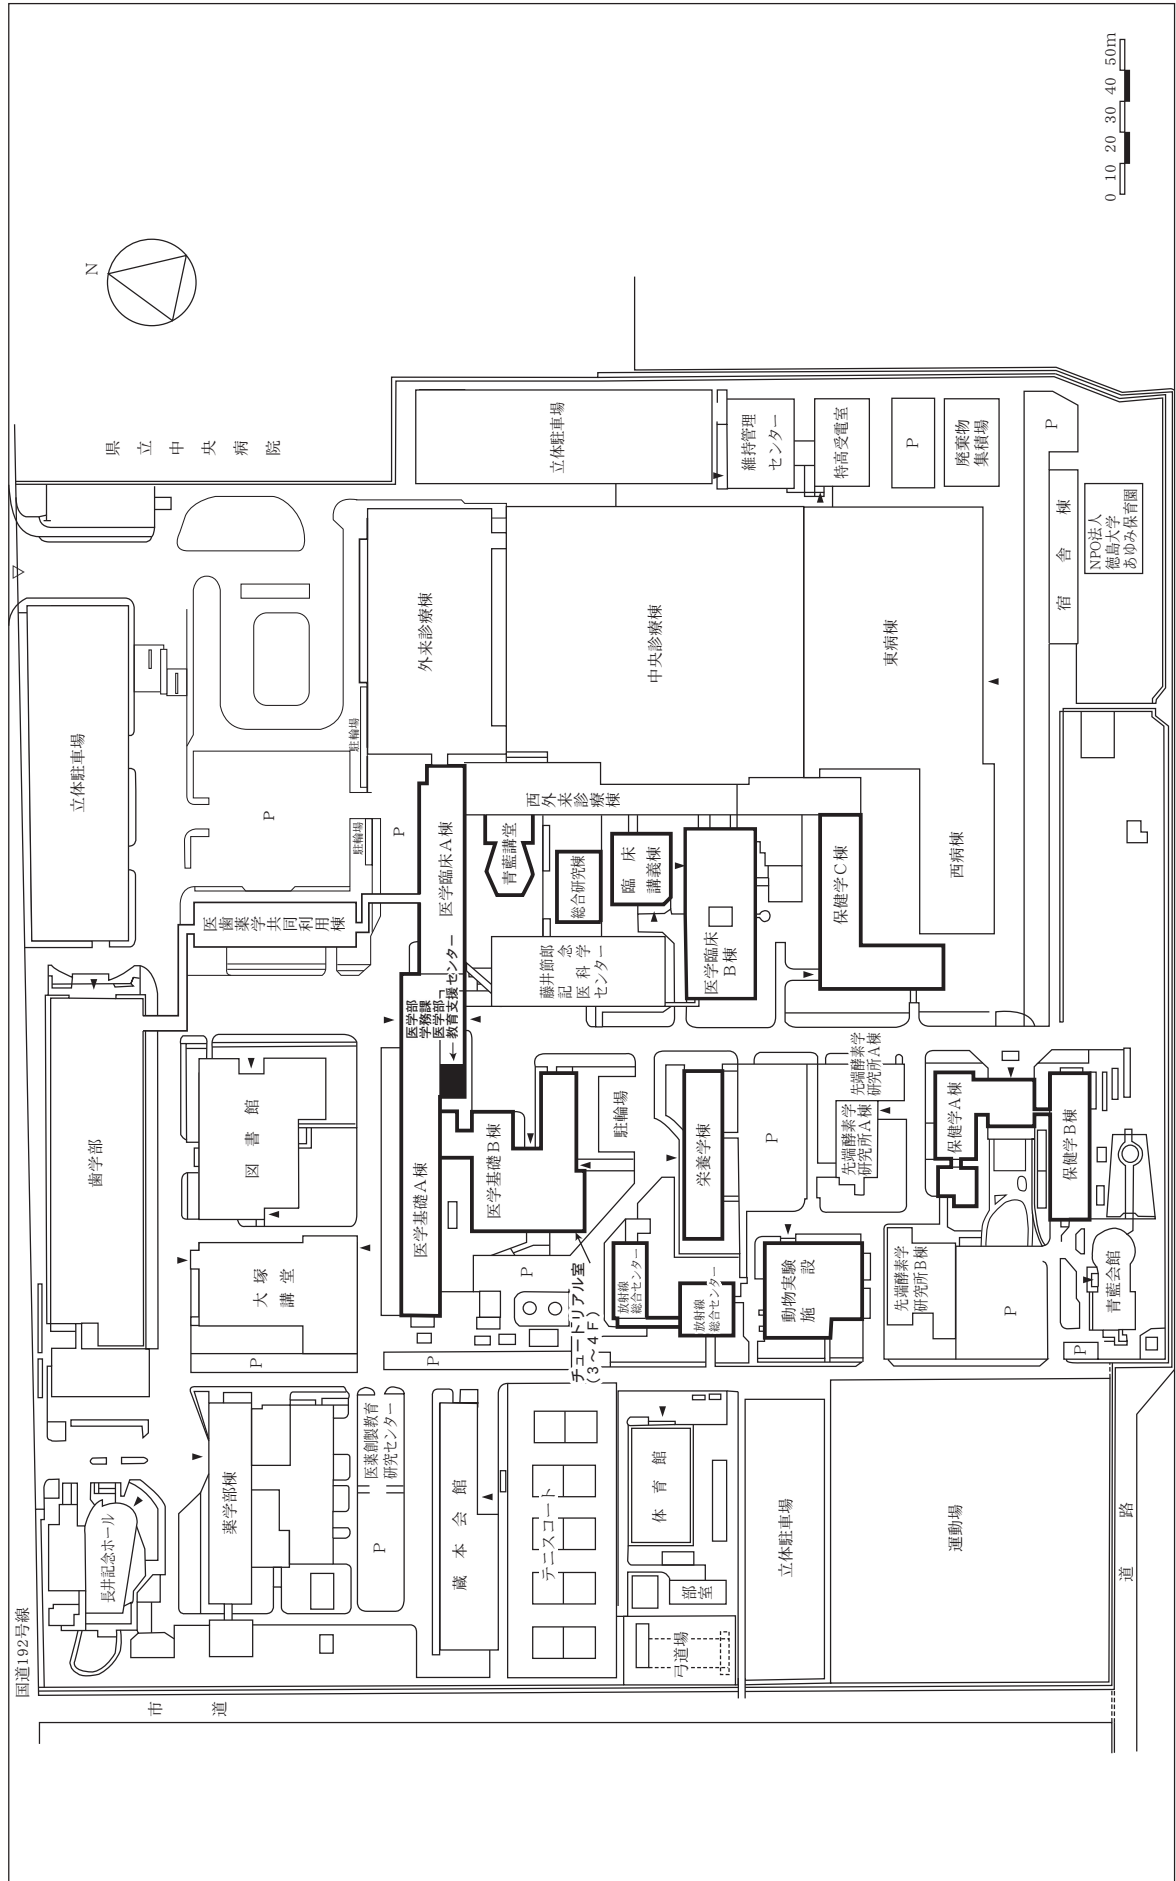 国道192号線
市道
道路
N
0 10 20 30 40 50m
県立中央病院
長井記念ホール
歯学部
立体駐車場
薬学部棟
医薬創製教育
研究センター
P
P
大塚
講堂
図書館
医歯薬学共同利用棟
P
駐輪場
駐輪場
P
外来診療棟
立体駐車場
蔵本会館
P
医学基礎A棟
医学部
学務課
医学部
教育支援センター
医学臨床A棟
テニスコート
P
チュートリアル室
(3~4F)
医学基礎B棟
駐輪場
藤井節郎
記念
医科学
センター
青藍講堂
総合研究棟
西外来診療棟
中央診療棟
臨床
講義棟
医学臨床
B棟
弓道場
部室
体育館
放射線
総合センター
放射線
総合センター
栄養学棟
P
維持管理
センター
特高受電室
P
廃棄物
集積場
立体駐車場
動物実験
施設
先端酵素学
研究所A棟
先端酵素学
研究所A棟
保健学C棟
東病棟
西病棟
運動場
先端酵素学
研究所B棟
P
保健学A棟
保健学B棟
青藍会館
P
宿舎棟
P
NPO法人
徳島大学
あゆみ保育園